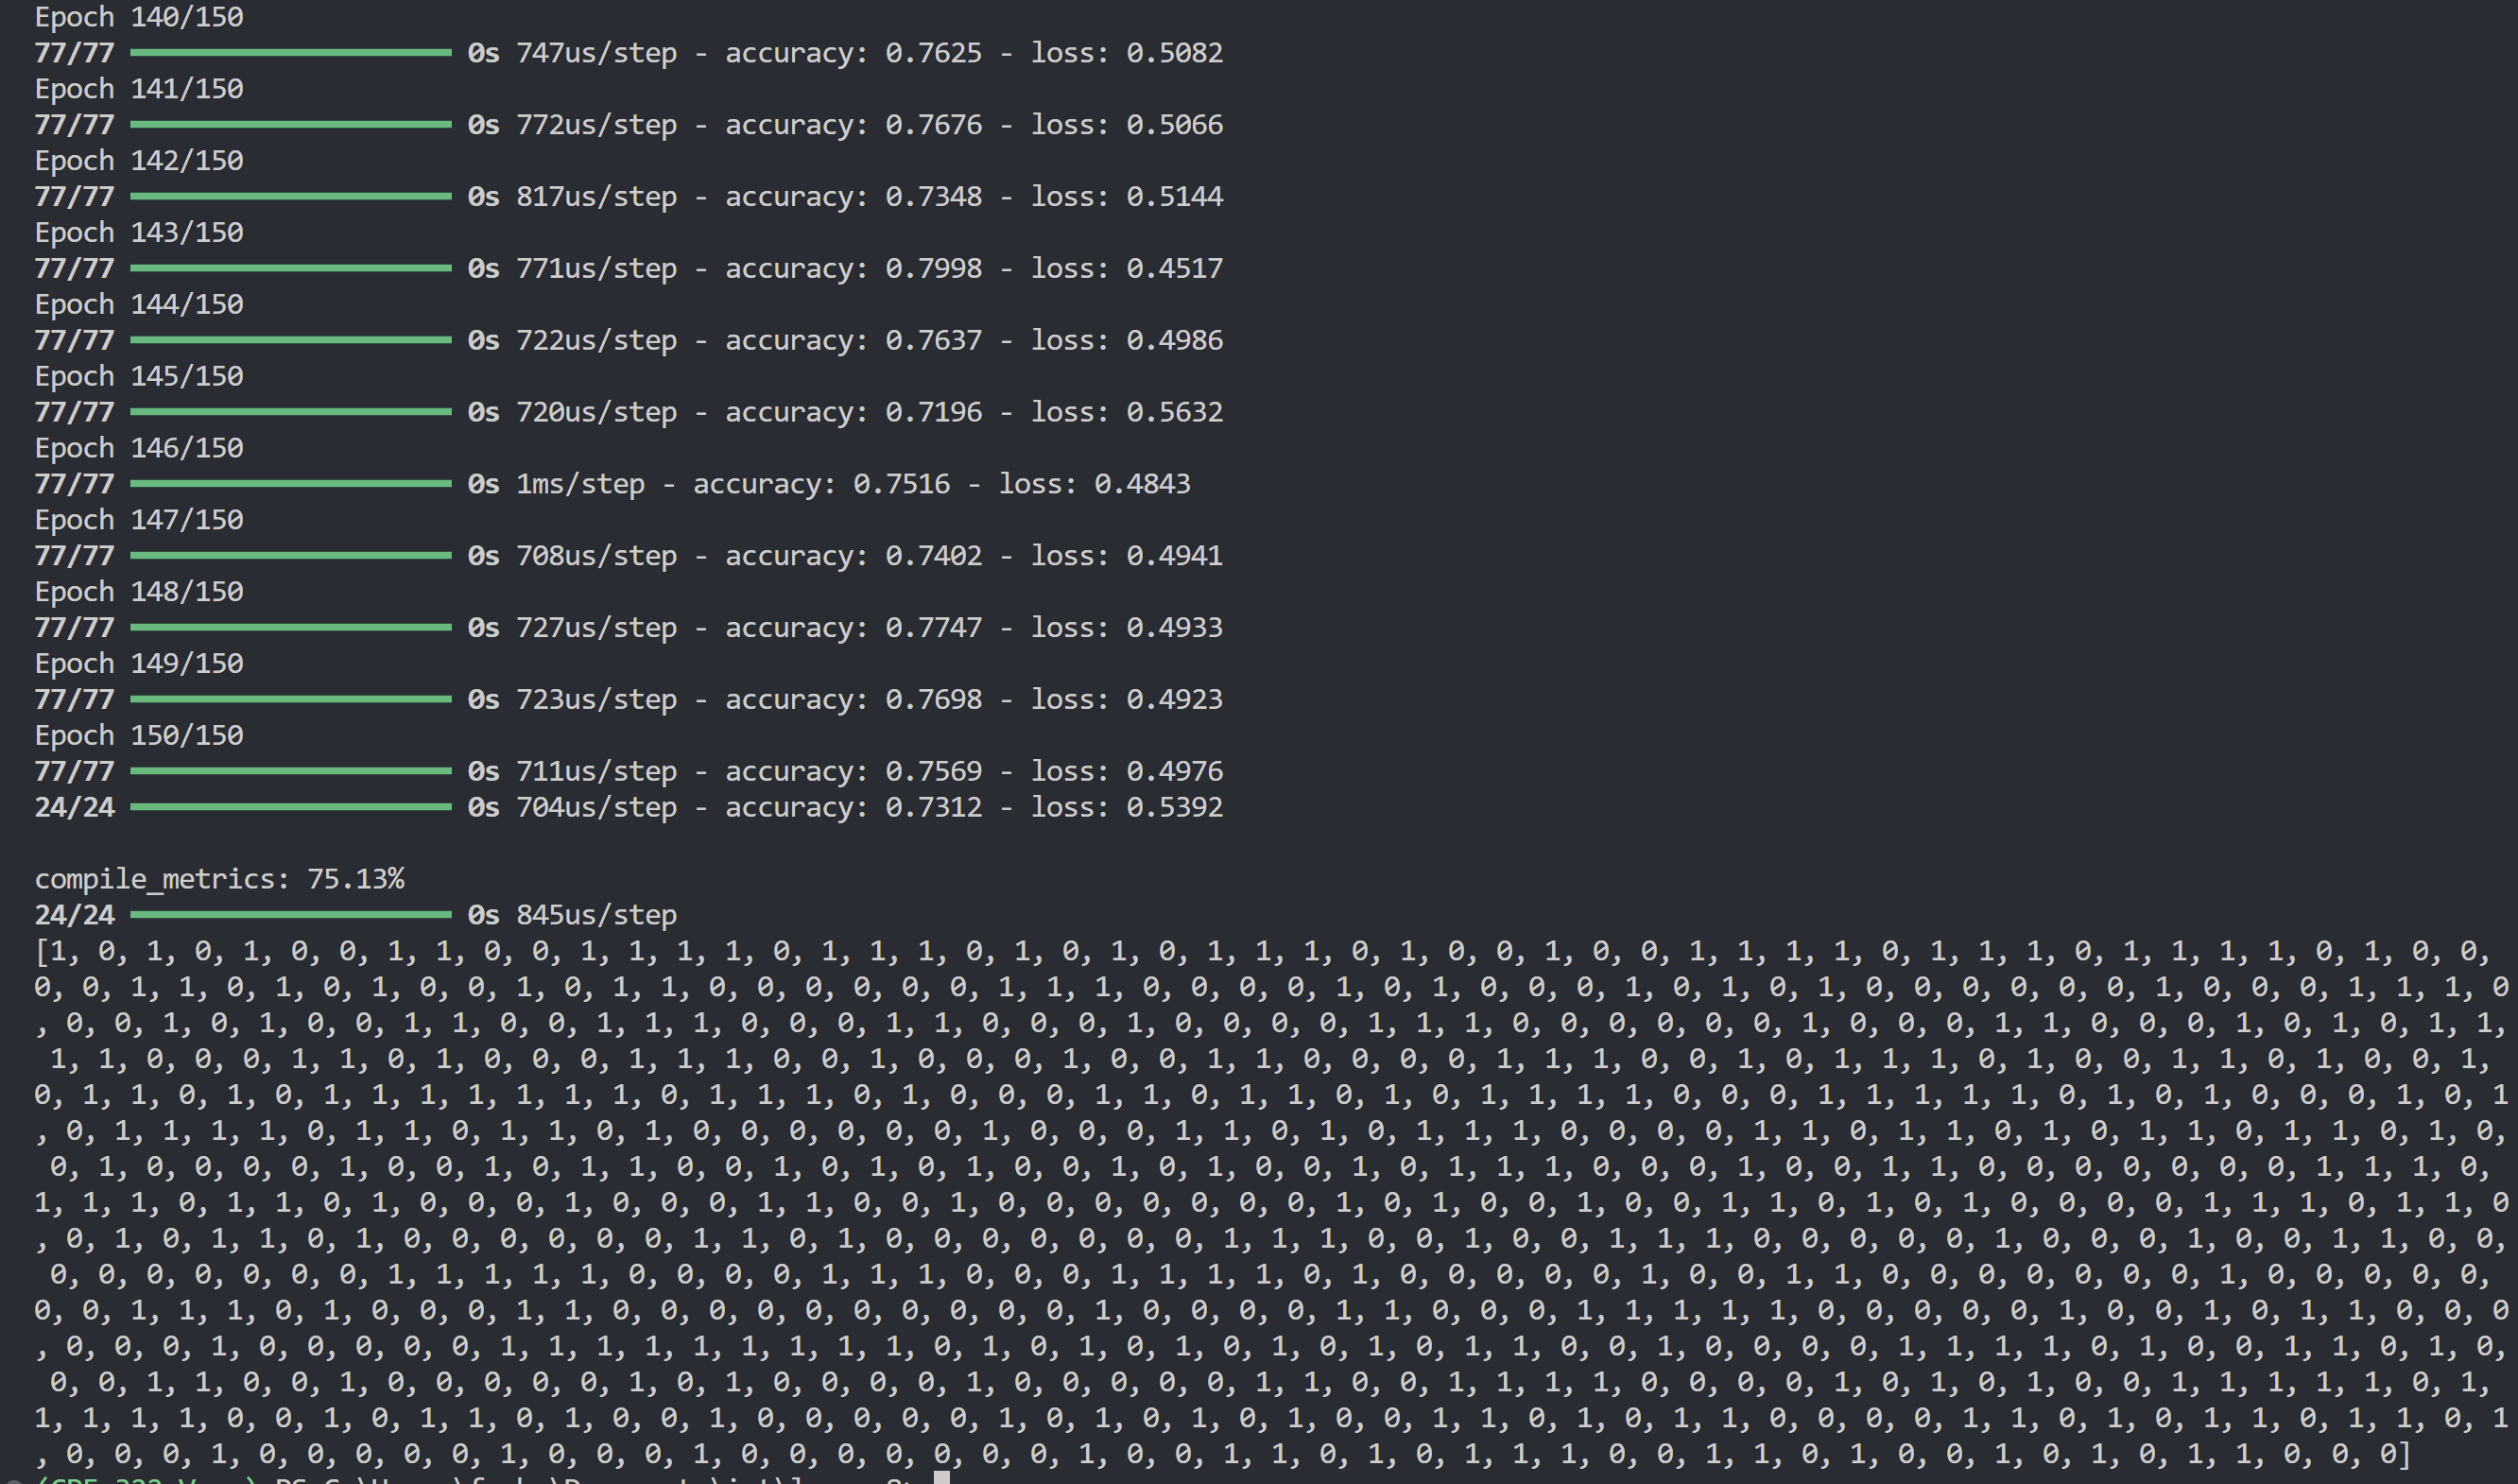 Epoch 140/150
77/77 0s 747us/step - accuracy: 0.7625 - loss: 0.5082
Epoch 141/150
77/77 0s 772us/step - accuracy: 0.7676 - loss: 0.5066
Epoch 142/150
77/77 0s 817us/step - accuracy: 0.7348 - loss: 0.5144
Epoch 143/150
77/77 0s 771us/step - accuracy: 0.7998 - loss: 0.4517
Epoch 144/150
77/77 0s 722us/step - accuracy: 0.7637 - loss: 0.4986
Epoch 145/150
77/77 0s 720us/step - accuracy: 0.7196 - loss: 0.5632
Epoch 146/150
77/77 0s 1ms/step - accuracy: 0.7516 - loss: 0.4843
Epoch 147/150
77/77 0s 708us/step - accuracy: 0.7402 - loss: 0.4941
Epoch 148/150
77/77 0s 727us/step - accuracy: 0.7747 - loss: 0.4933
Epoch 149/150
77/77 0s 723us/step - accuracy: 0.7698 - loss: 0.4923
Epoch 150/150
77/77 0s 711us/step - accuracy: 0.7569 - loss: 0.4976
24/24 0s 704us/step - accuracy: 0.7312 - loss: 0.5392
compile_metrics: 75.13%
24/24 0s 845us/step
[1, 0, 1, 0, 1, 0, 0, 1, 1, 0, 0, 1, 1, 1, 1, 0, 1, 1, 1, 0, 1, 0, 1, 0, 1, 1, 1, 0, 1, 0, 0, 1, 0, 0, 1, 1, 1, 1, 0, 1, 1, 1, 0, 1, 1, 1, 1, 0, 1, 0, 0,
0, 0, 1, 1, 0, 1, 0, 1, 0, 0, 1, 0, 1, 1, 0, 0, 0, 0, 0, 0, 1, 1, 1, 0, 0, 0, 0, 1, 0, 1, 0, 0, 0, 1, 0, 1, 0, 1, 0, 0, 0, 0, 0, 0, 1, 0, 0, 0, 1, 1, 1, 0
, 0, 0, 1, 0, 1, 0, 0, 1, 1, 0, 0, 1, 1, 1, 0, 0, 0, 1, 1, 0, 0, 0, 1, 0, 0, 0, 0, 1, 1, 1, 0, 0, 0, 0, 0, 0, 1, 0, 0, 0, 1, 1, 0, 0, 0, 1, 0, 1, 0, 1, 1,
1, 1, 0, 0, 0, 1, 1, 0, 1, 0, 0, 0, 1, 1, 1, 0, 0, 1, 0, 0, 0, 1, 0, 0, 1, 1, 0, 0, 0, 0, 1, 1, 1, 0, 0, 1, 0, 1, 1, 1, 0, 1, 0, 0, 1, 1, 0, 1, 0, 0, 1,
0, 1, 1, 0, 1, 0, 1, 1, 1, 1, 1, 1, 1, 0, 1, 1, 1, 0, 1, 0, 0, 0, 1, 1, 0, 1, 1, 0, 1, 0, 1, 1, 1, 1, 0, 0, 0, 1, 1, 1, 1, 1, 0, 1, 0, 1, 0, 0, 0, 1, 0, 1
, 0, 1, 1, 1, 1, 0, 1, 1, 0, 1, 1, 0, 1, 0, 0, 0, 0, 0, 0, 1, 0, 0, 0, 1, 1, 0, 1, 0, 1, 1, 1, 0, 0, 0, 0, 1, 1, 0, 1, 1, 0, 1, 0, 1, 1, 0, 1, 1, 0, 1, 0,
0, 1, 0, 0, 0, 0, 1, 0, 0, 1, 0, 1, 1, 0, 0, 1, 0, 1, 0, 1, 0, 0, 1, 0, 1, 0, 0, 1, 0, 1, 1, 1, 0, 0, 0, 1, 0, 0, 1, 1, 0, 0, 0, 0, 0, 0, 0, 1, 1, 1, 0,
1, 1, 1, 0, 1, 1, 0, 1, 0, 0, 0, 1, 0, 0, 0, 1, 1, 0, 0, 1, 0, 0, 0, 0, 0, 0, 0, 1, 0, 1, 0, 0, 1, 0, 0, 1, 1, 0, 1, 0, 1, 0, 0, 0, 0, 1, 1, 1, 0, 1, 1, 0
, 0, 1, 0, 1, 1, 0, 1, 0, 0, 0, 0, 0, 0, 1, 1, 0, 1, 0, 0, 0, 0, 0, 0, 0, 1, 1, 1, 0, 0, 1, 0, 0, 1, 1, 1, 0, 0, 0, 0, 0, 1, 0, 0, 0, 1, 0, 0, 1, 1, 0, 0,
0, 0, 0, 0, 0, 0, 0, 1, 1, 1, 1, 1, 0, 0, 0, 0, 1, 1, 1, 0, 0, 0, 1, 1, 1, 1, 0, 1, 0, 0, 0, 0, 0, 1, 0, 0, 1, 1, 0, 0, 0, 0, 0, 0, 0, 1, 0, 0, 0, 0, 0,
0, 0, 1, 1, 1, 0, 1, 0, 0, 0, 1, 1, 0, 0, 0, 0, 0, 0, 0, 0, 0, 0, 1, 0, 0, 0, 0, 1, 1, 0, 0, 0, 1, 1, 1, 1, 1, 0, 0, 0, 0, 0, 1, 0, 0, 1, 0, 1, 1, 0, 0, 0
, 0, 0, 0, 1, 0, 0, 0, 0, 0, 1, 1, 1, 1, 1, 1, 1, 1, 1, 0, 1, 0, 1, 0, 1, 0, 1, 0, 1, 0, 1, 1, 0, 0, 1, 0, 0, 0, 0, 1, 1, 1, 1, 0, 1, 0, 0, 1, 1, 0, 1, 0,
0, 0, 1, 1, 0, 0, 1, 0, 0, 0, 0, 0, 1, 0, 1, 0, 0, 0, 0, 1, 0, 0, 0, 0, 0, 1, 1, 0, 0, 1, 1, 1, 1, 0, 0, 0, 0, 1, 0, 1, 0, 1, 0, 0, 1, 1, 1, 1, 1, 0, 1,
1, 1, 1, 1, 0, 0, 1, 0, 1, 1, 0, 1, 0, 0, 1, 0, 0, 0, 0, 0, 1, 0, 1, 0, 1, 0, 1, 0, 0, 1, 1, 0, 1, 0, 1, 1, 0, 0, 0, 0, 1, 1, 0, 1, 0, 1, 1, 0, 1, 1, 0, 1
, 0, 0, 0, 1, 0, 0, 0, 0, 0, 1, 0, 0, 0, 1, 0, 0, 0, 0, 0, 0, 0, 1, 0, 0, 1, 1, 0, 1, 0, 1, 1, 1, 0, 0, 1, 1, 0, 1, 0, 0, 1, 0, 1, 0, 1, 1, 0, 0, 0]